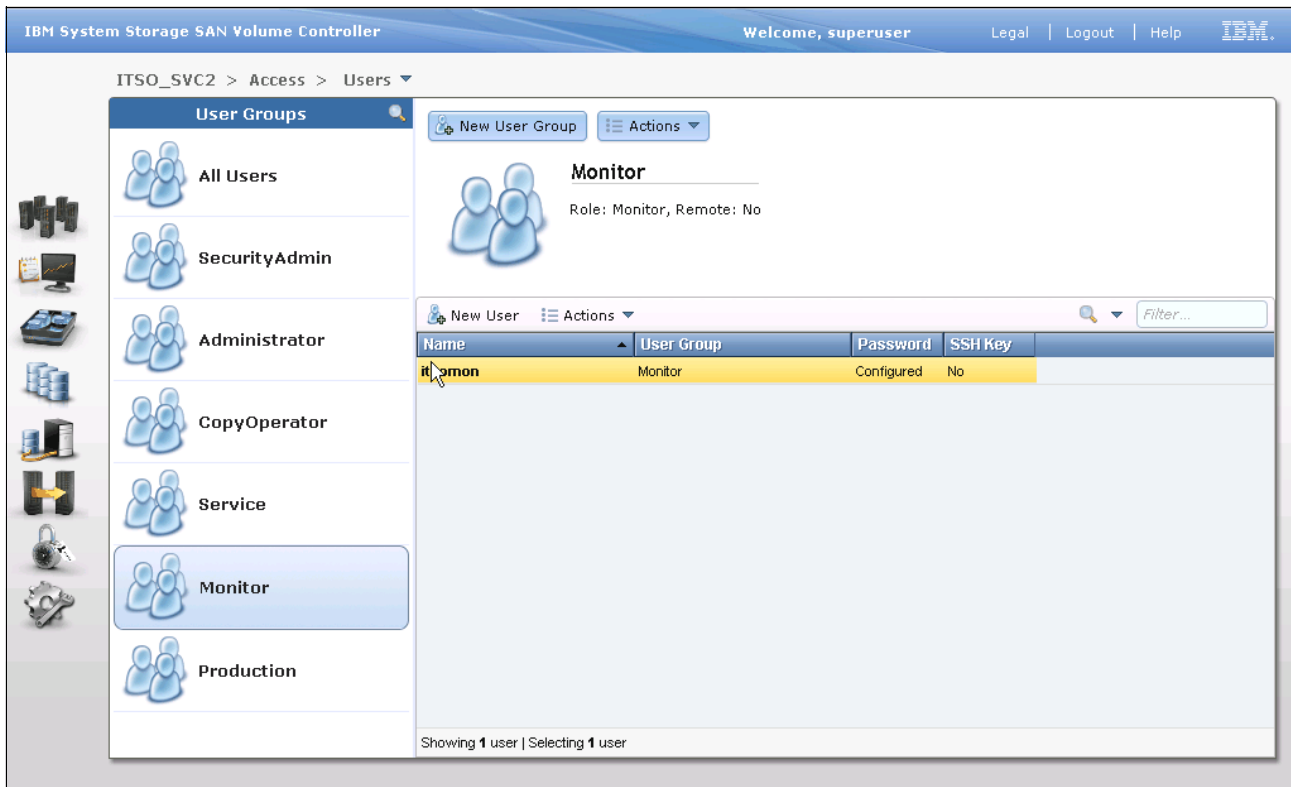 IBM System Storage SAN Volume Controller
Welcome, superuser
Legal | Logout | Help
IBM.
ITSO_SVC2 > Access > Users
User Groups
All Users
SecurityAdmin
Administrator
CopyOperator
Service
Monitor
Production
New User Group
Actions
Monitor
Role: Monitor, Remote: No
New User
Actions
Filter...
Name User Group Password SSH Key
Monitor Configured No
Showing 1 user | Selecting 1 user